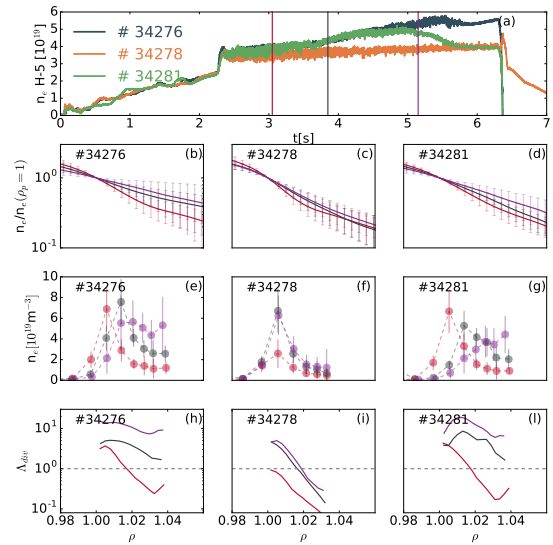 6
5
4
3
2
1
0
n_e H-5 [10^19]
# 34276
# 34278
# 34281
(a)
0 1 2 3 4 5 6 7
t[s]
n_e/n_e(ρ_p = 1)
10^0
10^-1
#34276 (b)
#34278 (c)
#34281 (d)
n_e [10^19 m^-3]
10
8
6
4
2
0
#34276 (e)
#34278 (f)
#34281 (g)
Λ_div
10^1
10^0
10^-1
#34276 (h)
#34278 (i)
#34281 (l)
0.98 1.00 1.02 1.04
0.98 1.00 1.02 1.04
0.98 1.00 1.02 1.04
ρ ρ ρ